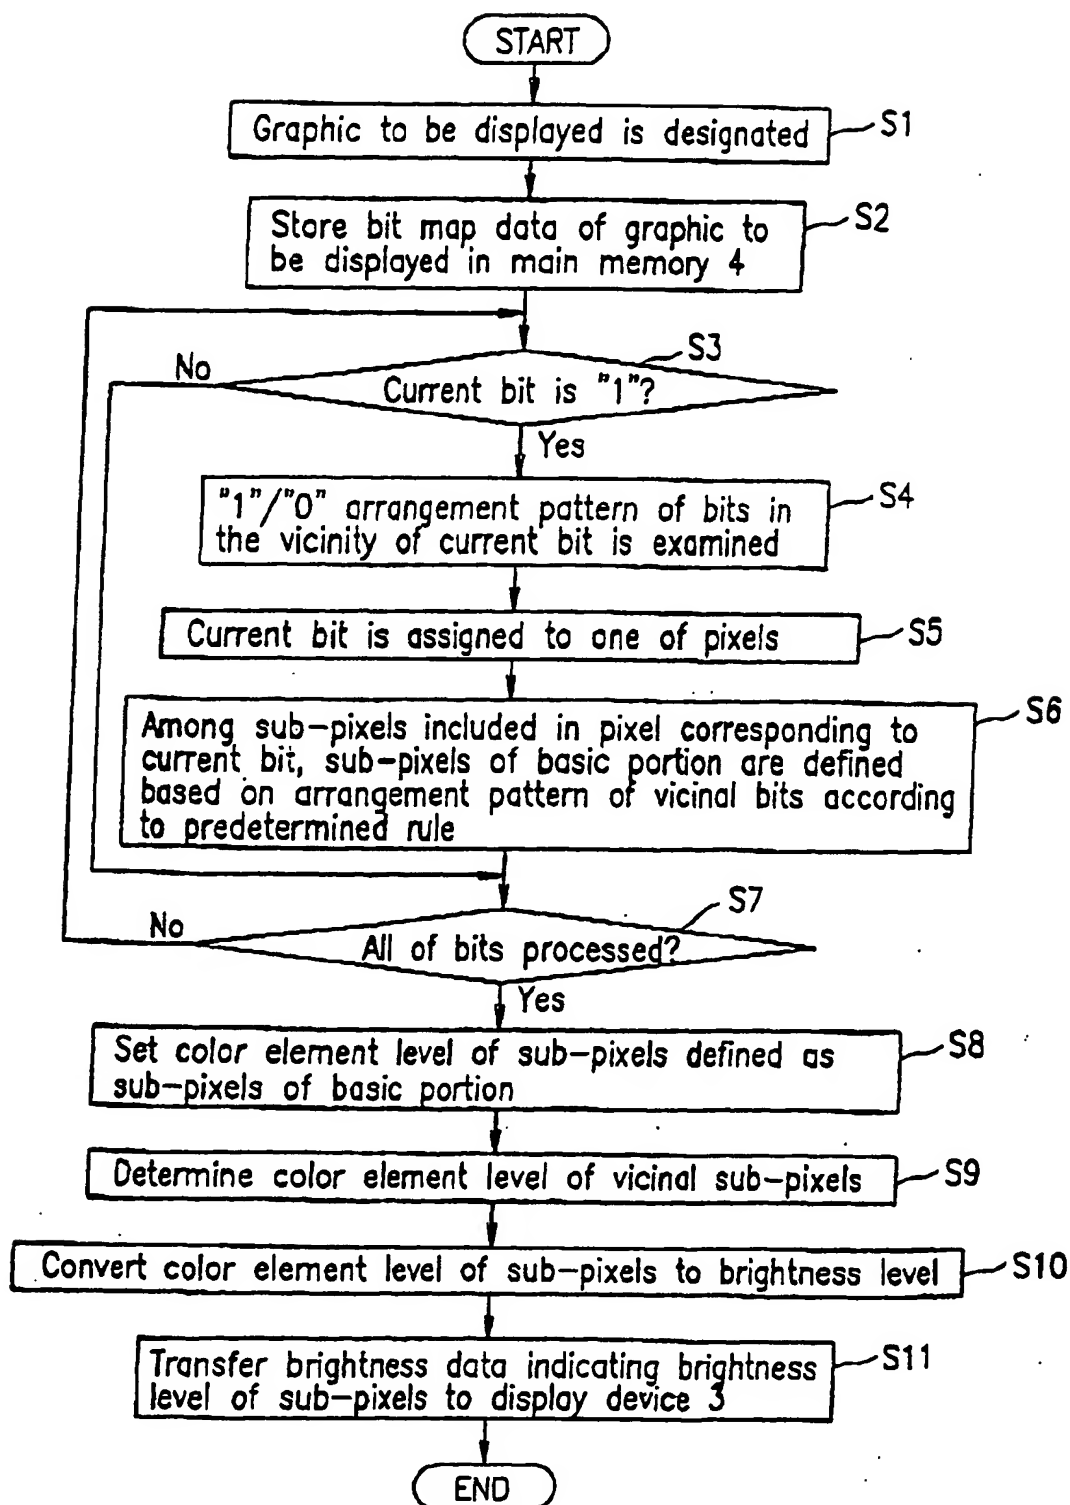 START
Graphic to be displayed is designated
S1
Store bit map data of graphic to
be displayed in main memory 4
S2
S3
No
Current bit is "1"?
Yes
"1"/"0" arrangement pattern of bits in
the vicinity of current bit is examined
S4
Current bit is assigned to one of pixels
S5
Among sub-pixels included in pixel corresponding to
current bit, sub-pixels of basic portion are defined
based on arrangement pattern of vicinal bits according
to predetermined rule
S6
S7
No
All of bits processed?
Yes
Set color element level of sub-pixels defined as
sub-pixels of basic portion
S8
Determine color element level of vicinal sub-pixels
S9
Convert color element level of sub-pixels to brightness level
S10
Transfer brightness data indicating brightness
level of sub-pixels to display device 3
S11
END